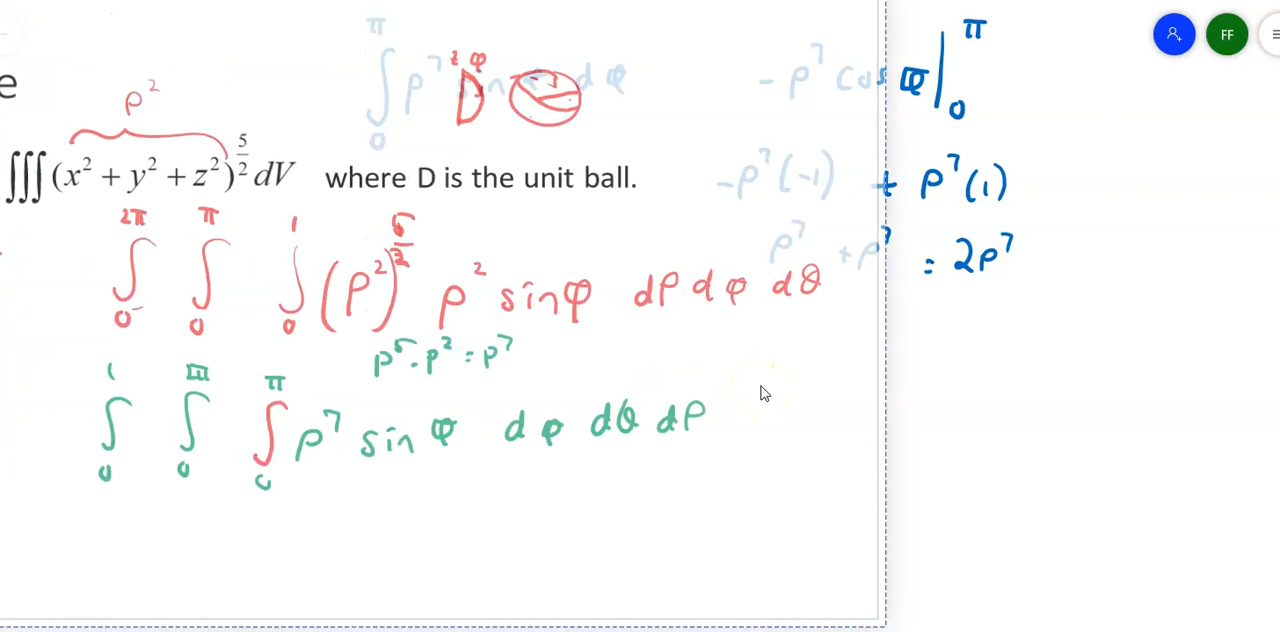 e
ρ²
∭(x² + y² + z²)^{5/2} dV where D is the unit ball.
∫₀^{2π} ∫₀^{π} ∫₀^{1} (ρ²)^{5/2} ρ² sin φ dρ dφ dθ
ρ⁵ · ρ² = ρ⁷
∫₀^{1} ∫₀ ∫₀^{π} ρ⁷ sin φ dφ dθ dρ
∫₀^{π} ρ⁷ sin φ dφ
D
-ρ⁷ cos φ |₀^{π}
-ρ⁷(-1) + ρ⁷(1)
ρ⁷ + ρ⁷ = 2ρ⁷
FF